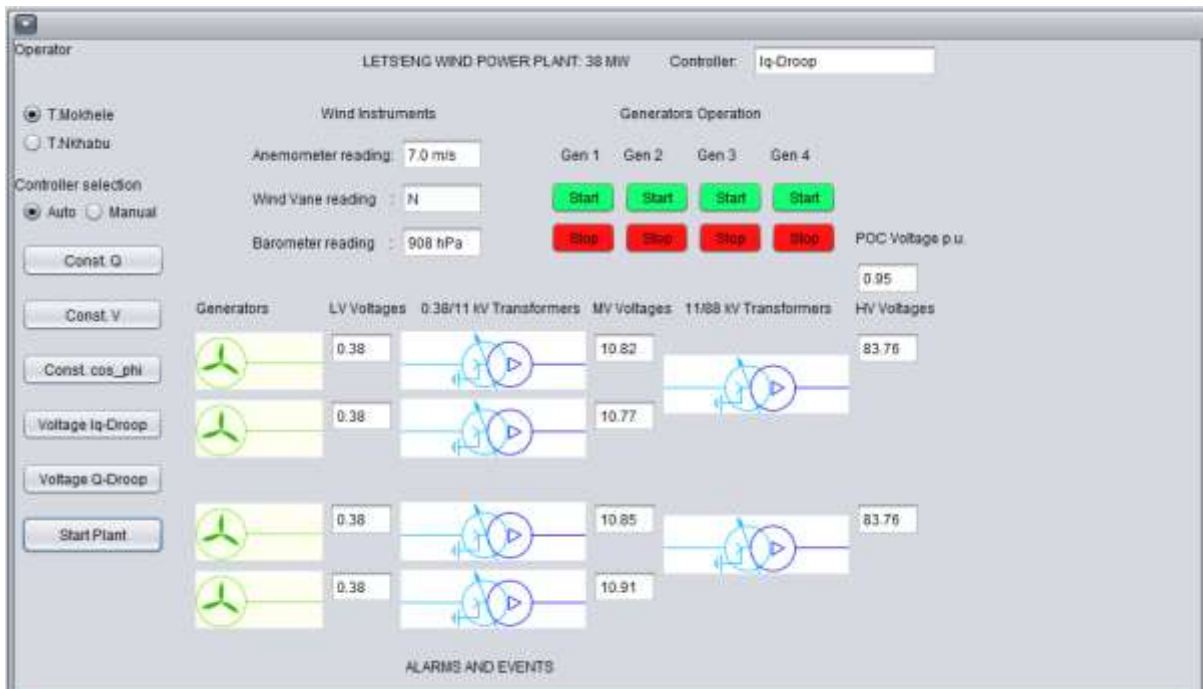 Operator
LETS'ENG WIND POWER PLANT: 38 MW Controller: Iq-Droop
T.Mokhele Wind Instruments Generators Operation
T.Nkhabu
Anemometer reading: 7.0 m/s Gen 1 Gen 2 Gen 3 Gen 4
Controller selection
Wind Vane reading : N Start Start Start Start
Auto Manual
Barometer reading : 908 hPa Stop Stop Stop Stop POC Voltage p.u.
Const. Q
0.95
Generators LV Voltages 0.38/11 kV Transformers MV Voltages 11/88 kV Transformers HV Voltages
Const. V
0.38 10.82 83.76
Const. cos_phi
0.38 10.77
Voltage Iq-Droop
Voltage Q-Droop
0.38 10.85 83.76
Start Plant
0.38 10.91
ALARMS AND EVENTS